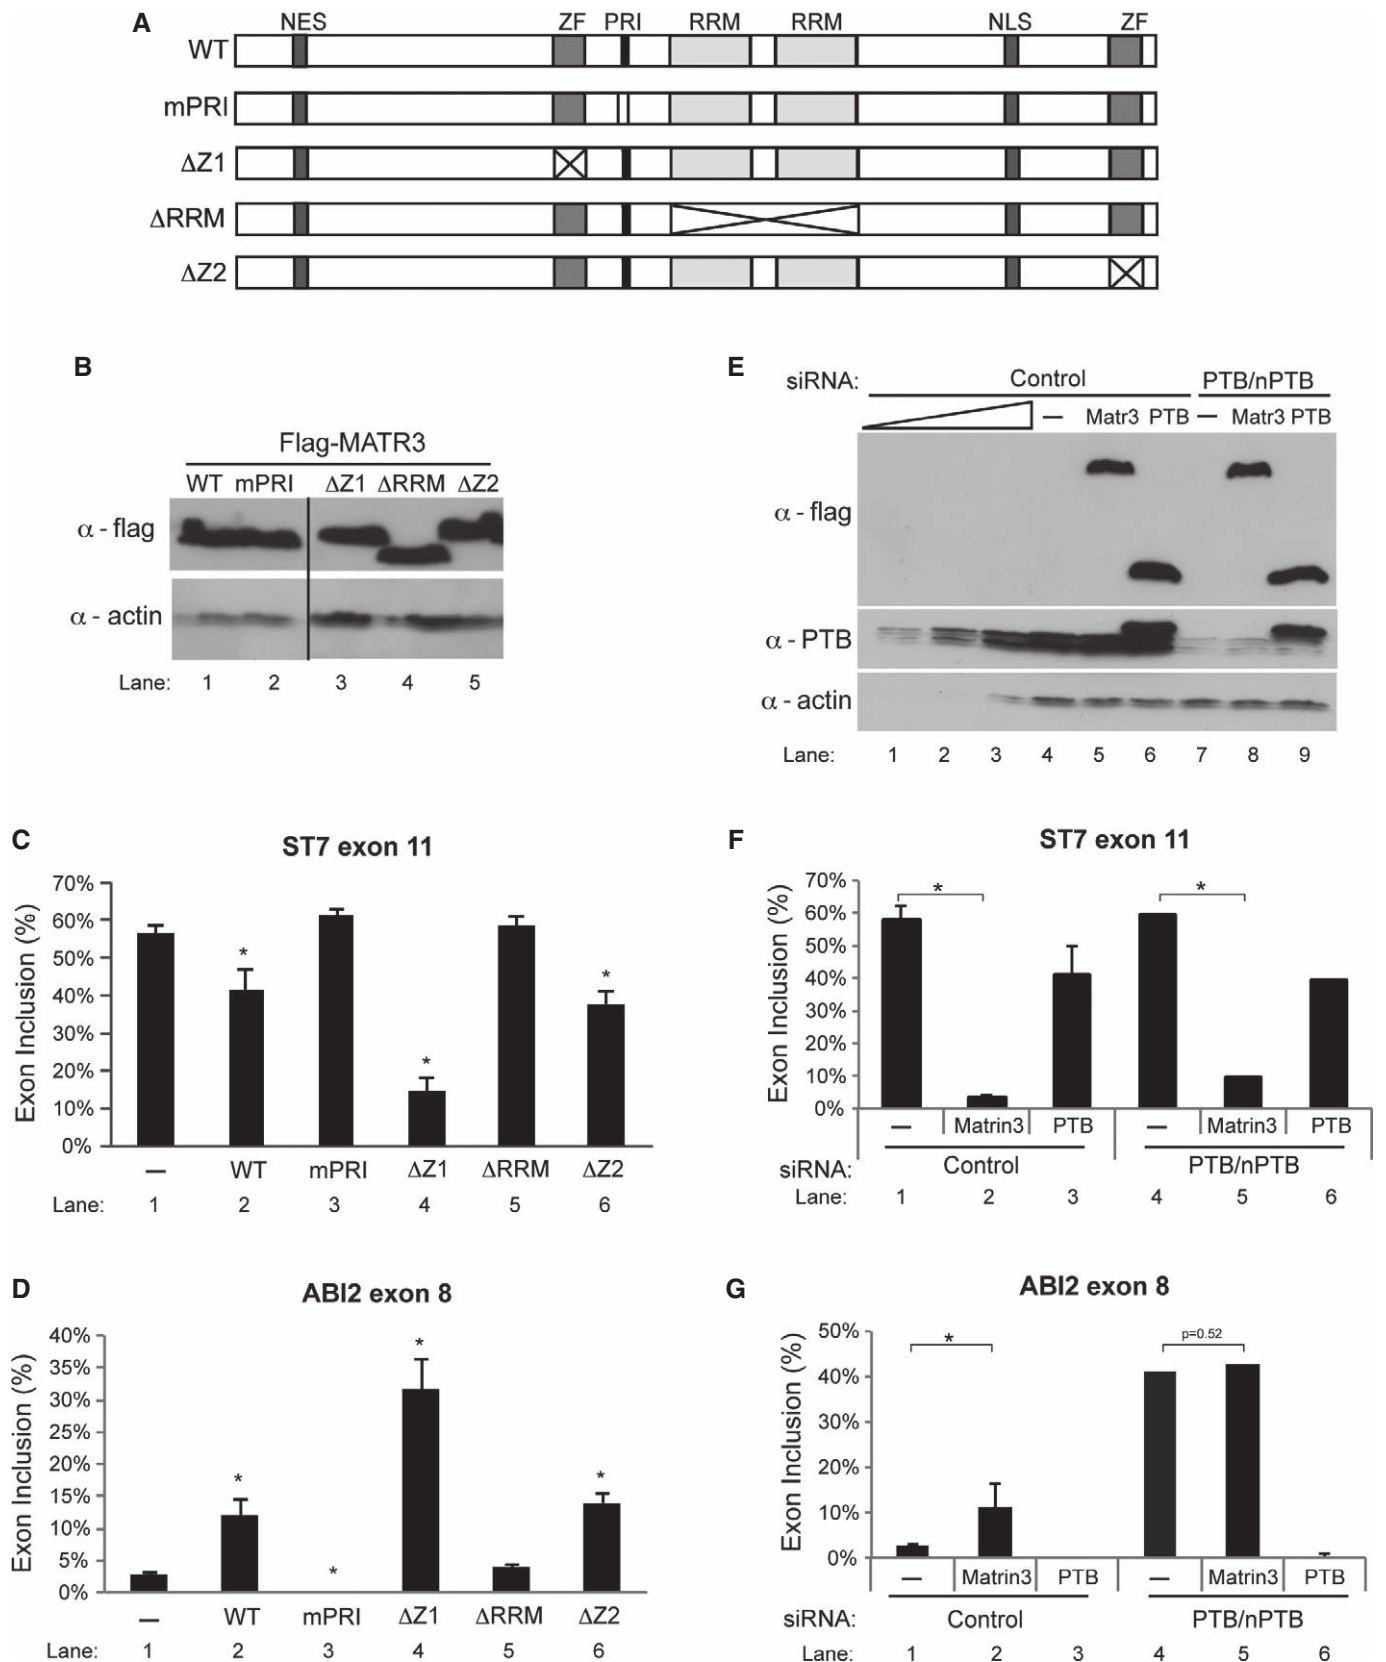 A
NES ZF PRI RRM RRM NLS ZF
WT
mPRI
ΔZ1
ΔRRM
ΔZ2
B
Flag-MATR3
WT mPRI ΔZ1 ΔRRM ΔZ2
α - flag
α - actin
Lane: 1 2 3 4 5
E
siRNA: Control PTB/nPTB
— Matr3 PTB — Matr3 PTB
α - flag
α - PTB
α - actin
Lane: 1 2 3 4 5 6 7 8 9
C
ST7 exon 11
Exon Inclusion (%)
70%
60%
50%
40%
30%
20%
10%
0%
* * *
— WT mPRI ΔZ1 ΔRRM ΔZ2
Lane: 1 2 3 4 5 6
F
ST7 exon 11
Exon Inclusion (%)
70%
60%
50%
40%
30%
20%
10%
0%
* *
— Matrin3 PTB — Matrin3 PTB
siRNA: Control PTB/nPTB
Lane: 1 2 3 4 5 6
D
ABI2 exon 8
Exon Inclusion (%)
40%
35%
30%
25%
20%
15%
10%
5%
0%
* * * *
— WT mPRI ΔZ1 ΔRRM ΔZ2
Lane: 1 2 3 4 5 6
G
ABI2 exon 8
Exon Inclusion (%)
50%
40%
30%
20%
10%
0%
* p=0.52
— Matrin3 PTB — Matrin3 PTB
siRNA: Control PTB/nPTB
Lane: 1 2 3 4 5 6